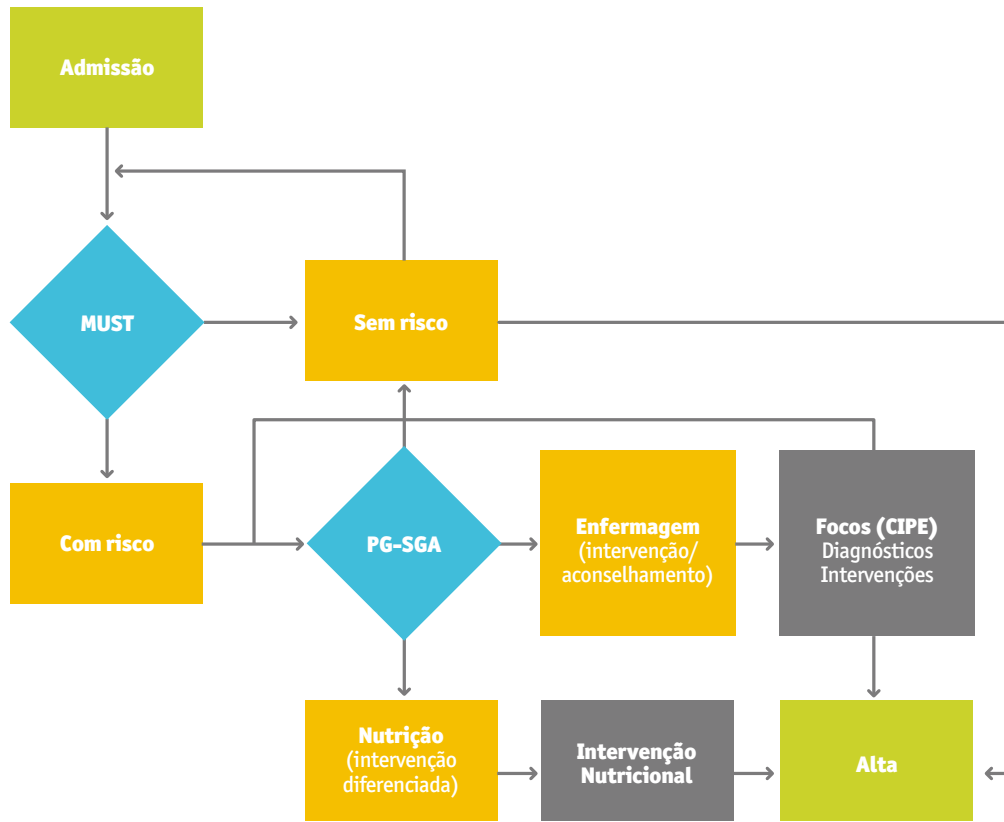 Admissão
MUST
Sem risco
Com risco
PG-SGA
Enfermagem
(intervenção/
aconselhamento)
Focos (CIPE)
Diagnósticos
Intervenções
Nutrição
(intervenção
diferenciada)
Intervenção
Nutricional
Alta